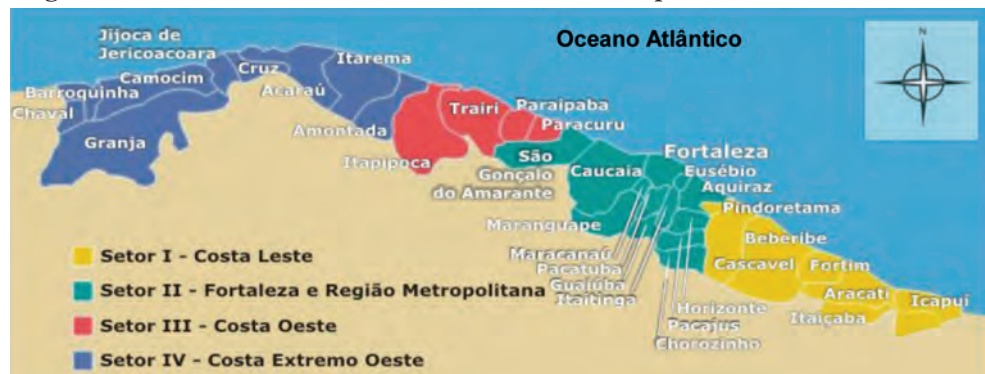 Oceano Atlântico
N
Jijoca de
Jericoacoara
Cruz
Itarema
Camocim
Barroquinha
Acaraú
Chaval
Granja
Amontada
Trairi
Paraipaba
Paracuru
Itapipoca
São
Gonçalo
do Amarante
Caucaia
Fortaleza
Eusébio
Aquiraz
Pindoretama
Maranguape
Beberibe
Maracanaú
Pacatuba
Guaiúba
Itaitinga
Cascavel
Fortim
Aracati
Icapuí
Itaiçaba
Horizonte
Pacajus
Chorozinho
Setor I - Costa Leste
Setor II - Fortaleza e Região Metropolitana
Setor III - Costa Oeste
Setor IV - Costa Extremo Oeste